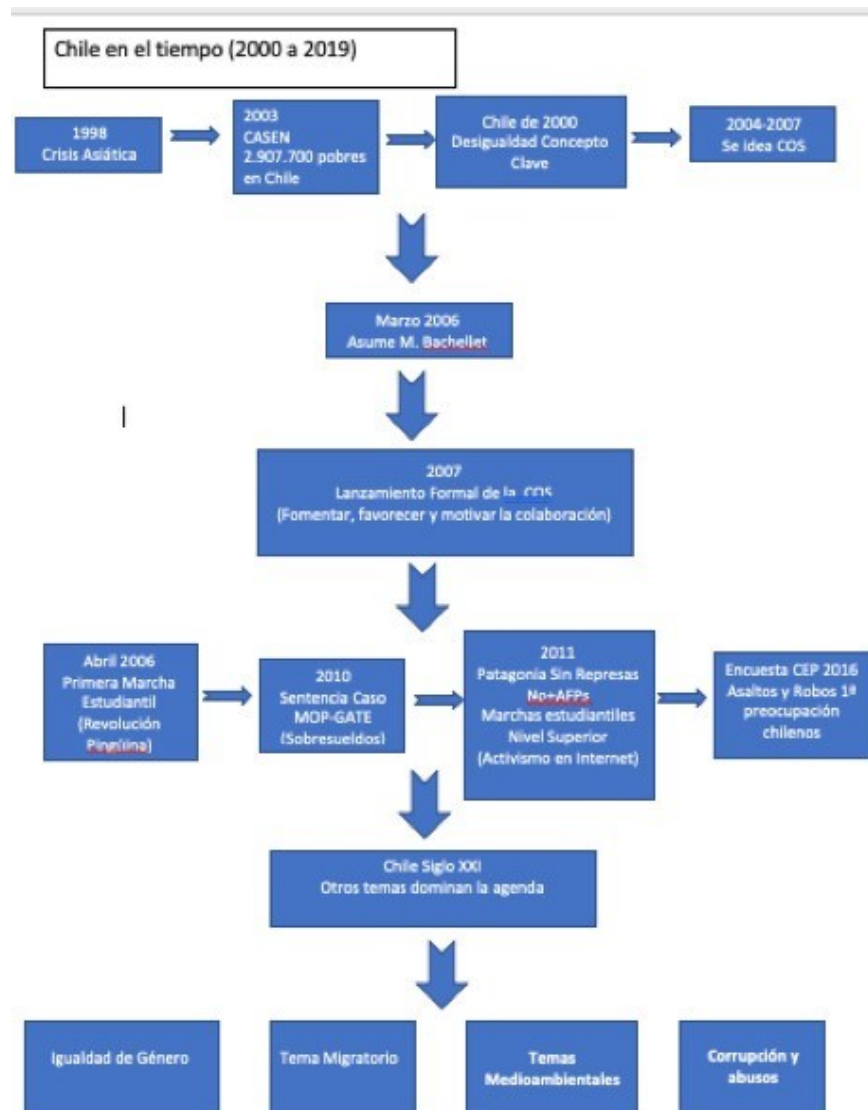 Chile en el tiempo (2000 a 2019)
1998
Crisis Asiática
2003
CASEN
2.907.700 pobres
en Chile
Chile de 2000
Desigualdad Concepto
Clave
2004-2007
Se idea COS
Marzo 2006
Asume M. Bachellet
2007
Lanzamiento Formal de la COS
(Fomentar, favorecer y motivar la colaboración)
Abril 2006
Primera Marcha
Estudiantil
(Revolución
Pingüina)
2010
Sentencia Caso
MOP-GATE
(Sobresueldos)
2011
Patagonia Sin Represas
No+AFPs
Marchas estudiantiles
Nivel Superior
(Activismo en Internet)
Encuesta CEP 2016
Asaltos y Robos 1ª
preocupación
chilenos
Chile Siglo XXI
Otros temas dominan la agenda
Igualdad de Género
Tema Migratorio
Temas
Medioambientales
Corrupción y
abusos